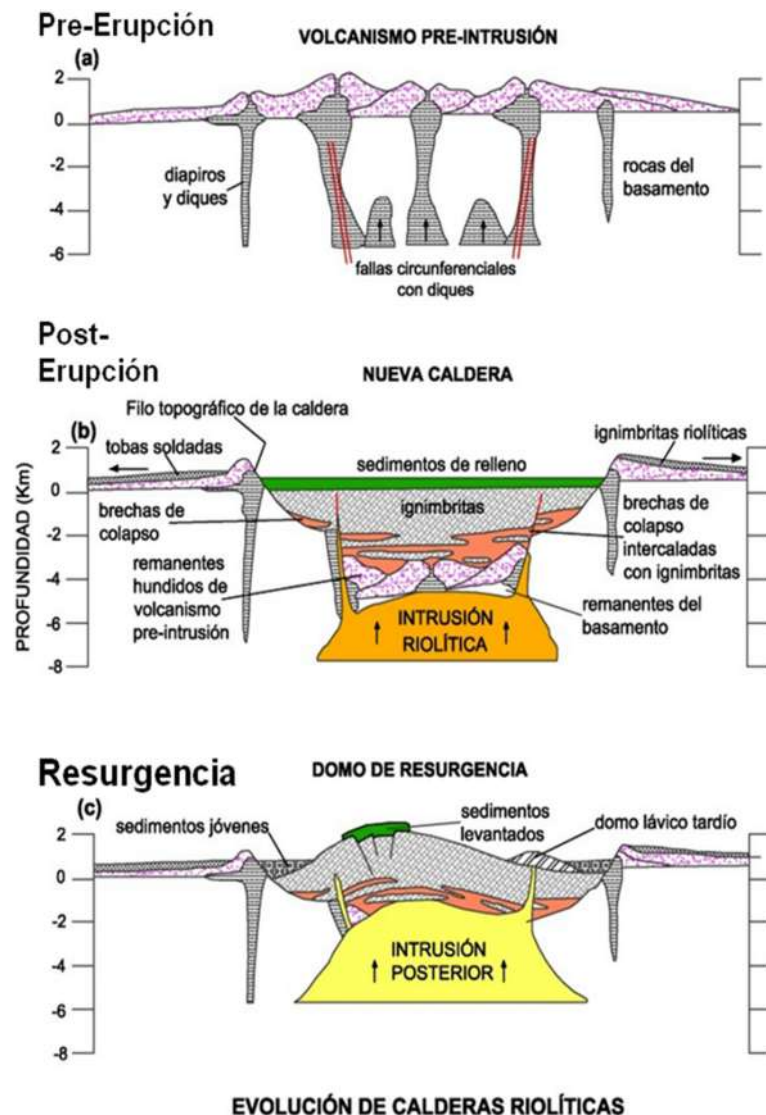 Pre-Erupción
VOLCANISMO PRE-INTRUSIÓN
(a)
2
0
-2
-4
-6
diapiros
y diques
rocas del
basamento
fallas circunferenciales
con diques
Post-
Erupción
NUEVA CALDERA
(b)
Filo topográfico de la caldera
tobas soldadas
ignimbritas riolíticas
PROFUNDIDAD (Km)
2
0
-2
-4
-6
-8
sedimentos de relleno
ignimbritas
brechas de
colapso
brechas de
colapso
intercaladas
con ignimbritas
remanentes
hundidos de
volcanismo
pre-intrusión
remanentes del
basamento
INTRUSIÓN
RIOLÍTICA
Resurgencia
DOMO DE RESURGENCIA
(c)
sedimentos jóvenes
sedimentos
levantados
domo lávico tardío
2
0
-2
-4
-6
-8
INTRUSIÓN
POSTERIOR
EVOLUCIÓN DE CALDERAS RIOLÍTICAS